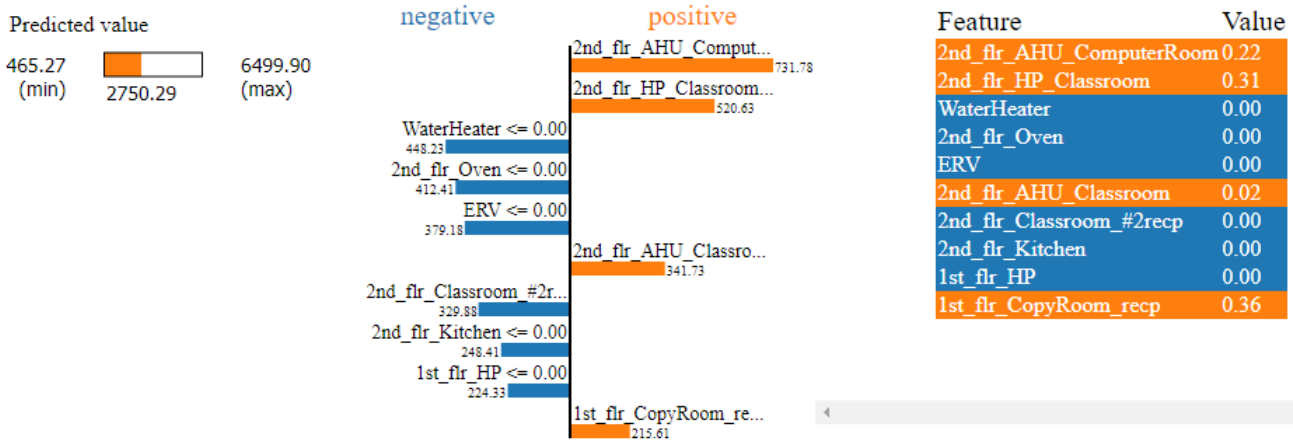 Predicted value
465.27
(min)
2750.29
6499.90
(max)
negative
positive
2nd_flr_AHU_Comput...
731.78
2nd_flr_HP_Classroom...
520.63
WaterHeater <= 0.00
448.23
2nd_flr_Oven <= 0.00
412.41
ERV <= 0.00
379.18
2nd_flr_AHU_Classro...
341.73
2nd_flr_Classroom_#2r...
329.88
2nd_flr_Kitchen <= 0.00
248.41
1st_flr_HP <= 0.00
224.33
1st_flr_CopyRoom_re...
215.61
Feature Value
2nd_flr_AHU_ComputerRoom 0.22
2nd_flr_HP_Classroom 0.31
WaterHeater 0.00
2nd_flr_Oven 0.00
ERV 0.00
2nd_flr_AHU_Classroom 0.02
2nd_flr_Classroom_#2recp 0.00
2nd_flr_Kitchen 0.00
1st_flr_HP 0.00
1st_flr_CopyRoom_recp 0.36